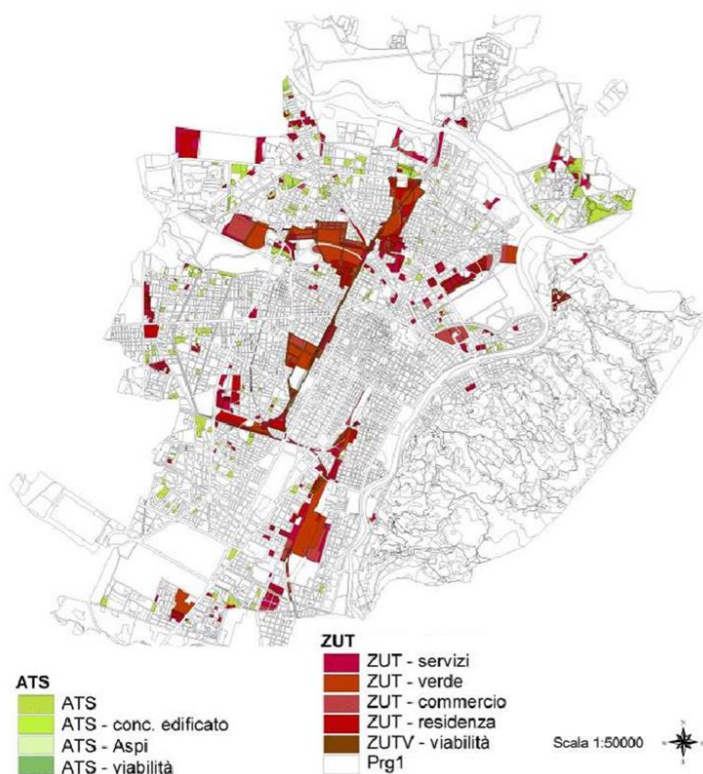 ATS
ATS
ATS - conc. edificato
ATS - Aspi
ATS - viabilità
ZUT
ZUT - servizi
ZUT - verde
ZUT - commercio
ZUT - residenza
ZUTV - viabilità
Prg1
Scala 1:50000